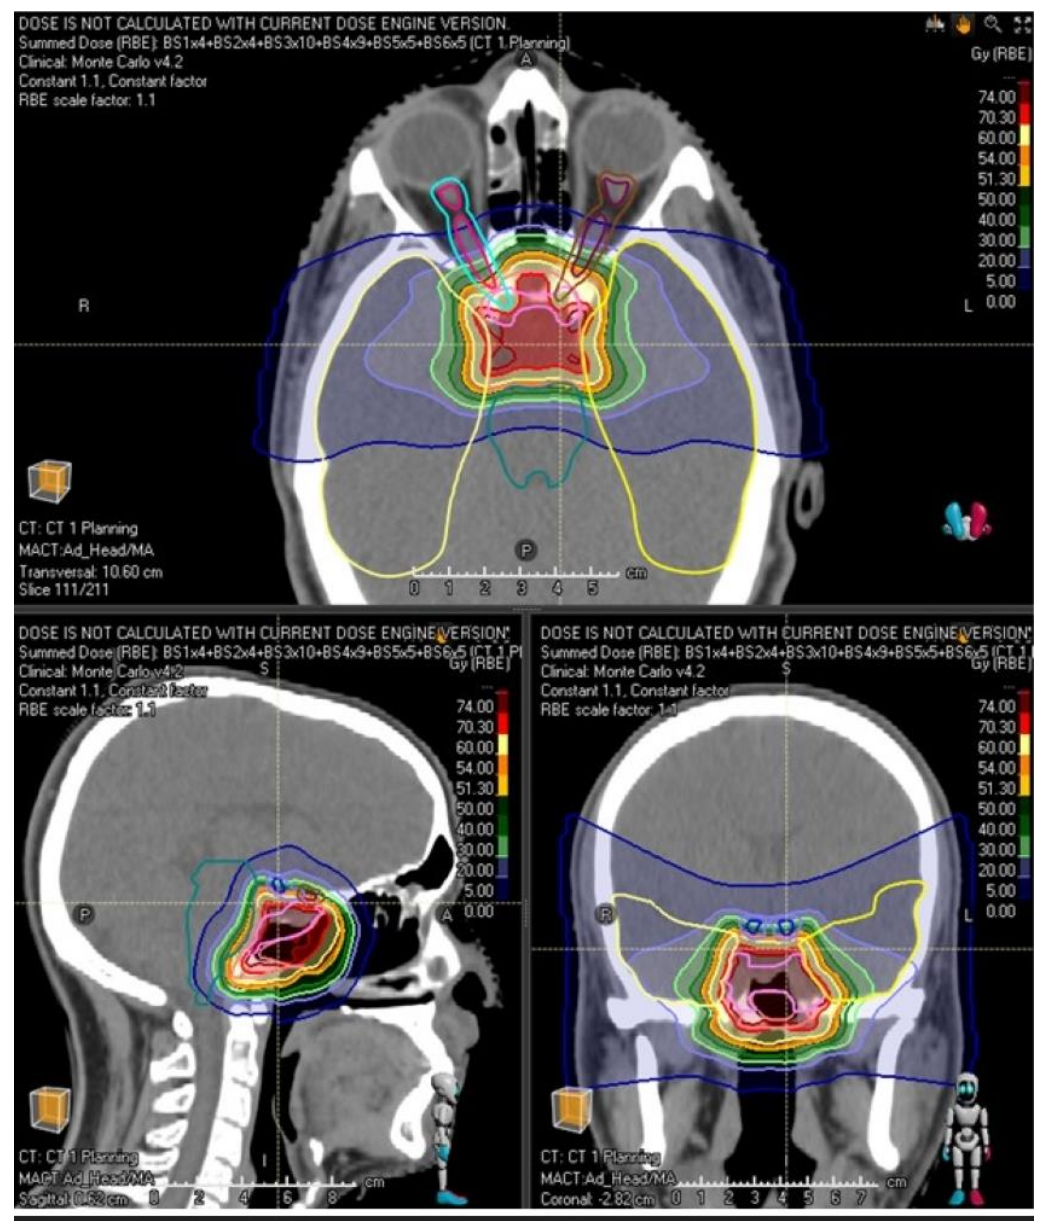 DOSE IS NOT CALCULATED WITH CURRENT DOSE ENGINE VERSION.
Summed Dose (RBE): BS1x4+BS2x4+BS3x10+BS4x9+BS5x5+BS6x5 (CT 1 Planning)
Clinical: Monte Carlo v4.2
Constant 1.1, Constant factor
RBE scale factor: 1.1
A
Gy (RBE)
74.00
70.30
60.00
54.00
51.30
50.00
40.00
30.00
20.00
5.00
0.00
R
L
CT: CT 1 Planning
MACT:Ad_Head/MA
Transversal: 10.60 cm
Slice 111/211
P
0 1 2 3 4 5 cm
DOSE IS NOT CALCULATED WITH CURRENT DOSE ENGINE VERSION"
Summed Dose (RBE): BS1x4+BS2x4+BS3x10+BS4x9+BS5x5+BS6x5 (CT 1 Pl
Clinical: Monte Carlo v4.2
Gy (RBE)
Constant 1.1, Constant factor
RBE scale factor: 1.1
S
74.00
70.30
60.00
54.00
51.30
50.00
40.00
30.00
20.00
5.00
0.00
P
A
CT: CT 1 Planning
MACT:Ad_Head/MA
Sagittal: 0.62 cm
I
0 2 4 6 8 cm
DOSE IS NOT CALCULATED WITH CURRENT DOSE ENGINE VERSION"
Summed Dose (RBE): BS1x4+BS2x4+BS3x10+BS4x9+BS5x5+BS6x5 (CT 1
Clinical: Monte Carlo v4.2
Gy (RBE)
Constant 1.1, Constant factor
RBE scale factor: 1.1
S
74.00
70.30
60.00
54.00
51.30
50.00
40.00
30.00
20.00
5.00
0.00
R
L
CT: CT 1 Planning
MACT:Ad_Head/MA
Coronal: -2.82 cm
0 1 2 3 4 5 6 7 cm